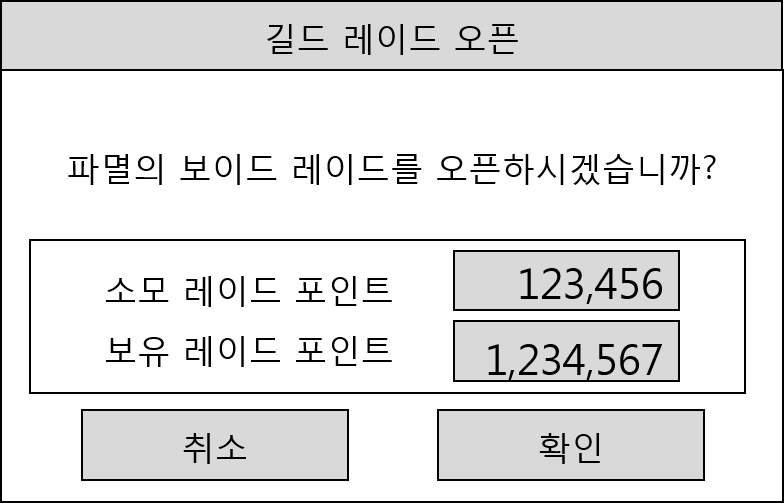 길드 레이드 오픈
파멸의 보이드 레이드를 오픈하시겠습니까?
소모 레이드 포인트 123,456
보유 레이드 포인트 1,234,567
취소 확인